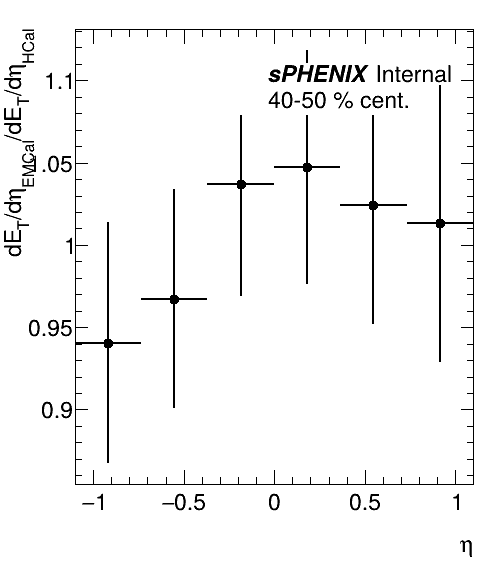 dE_T/dη_EMCal/dE_T/dη_HCal
sPHENIX Internal
40-50 % cent.
1.1
1.05
1
0.95
0.9
−1 −0.5 0 0.5 1
η